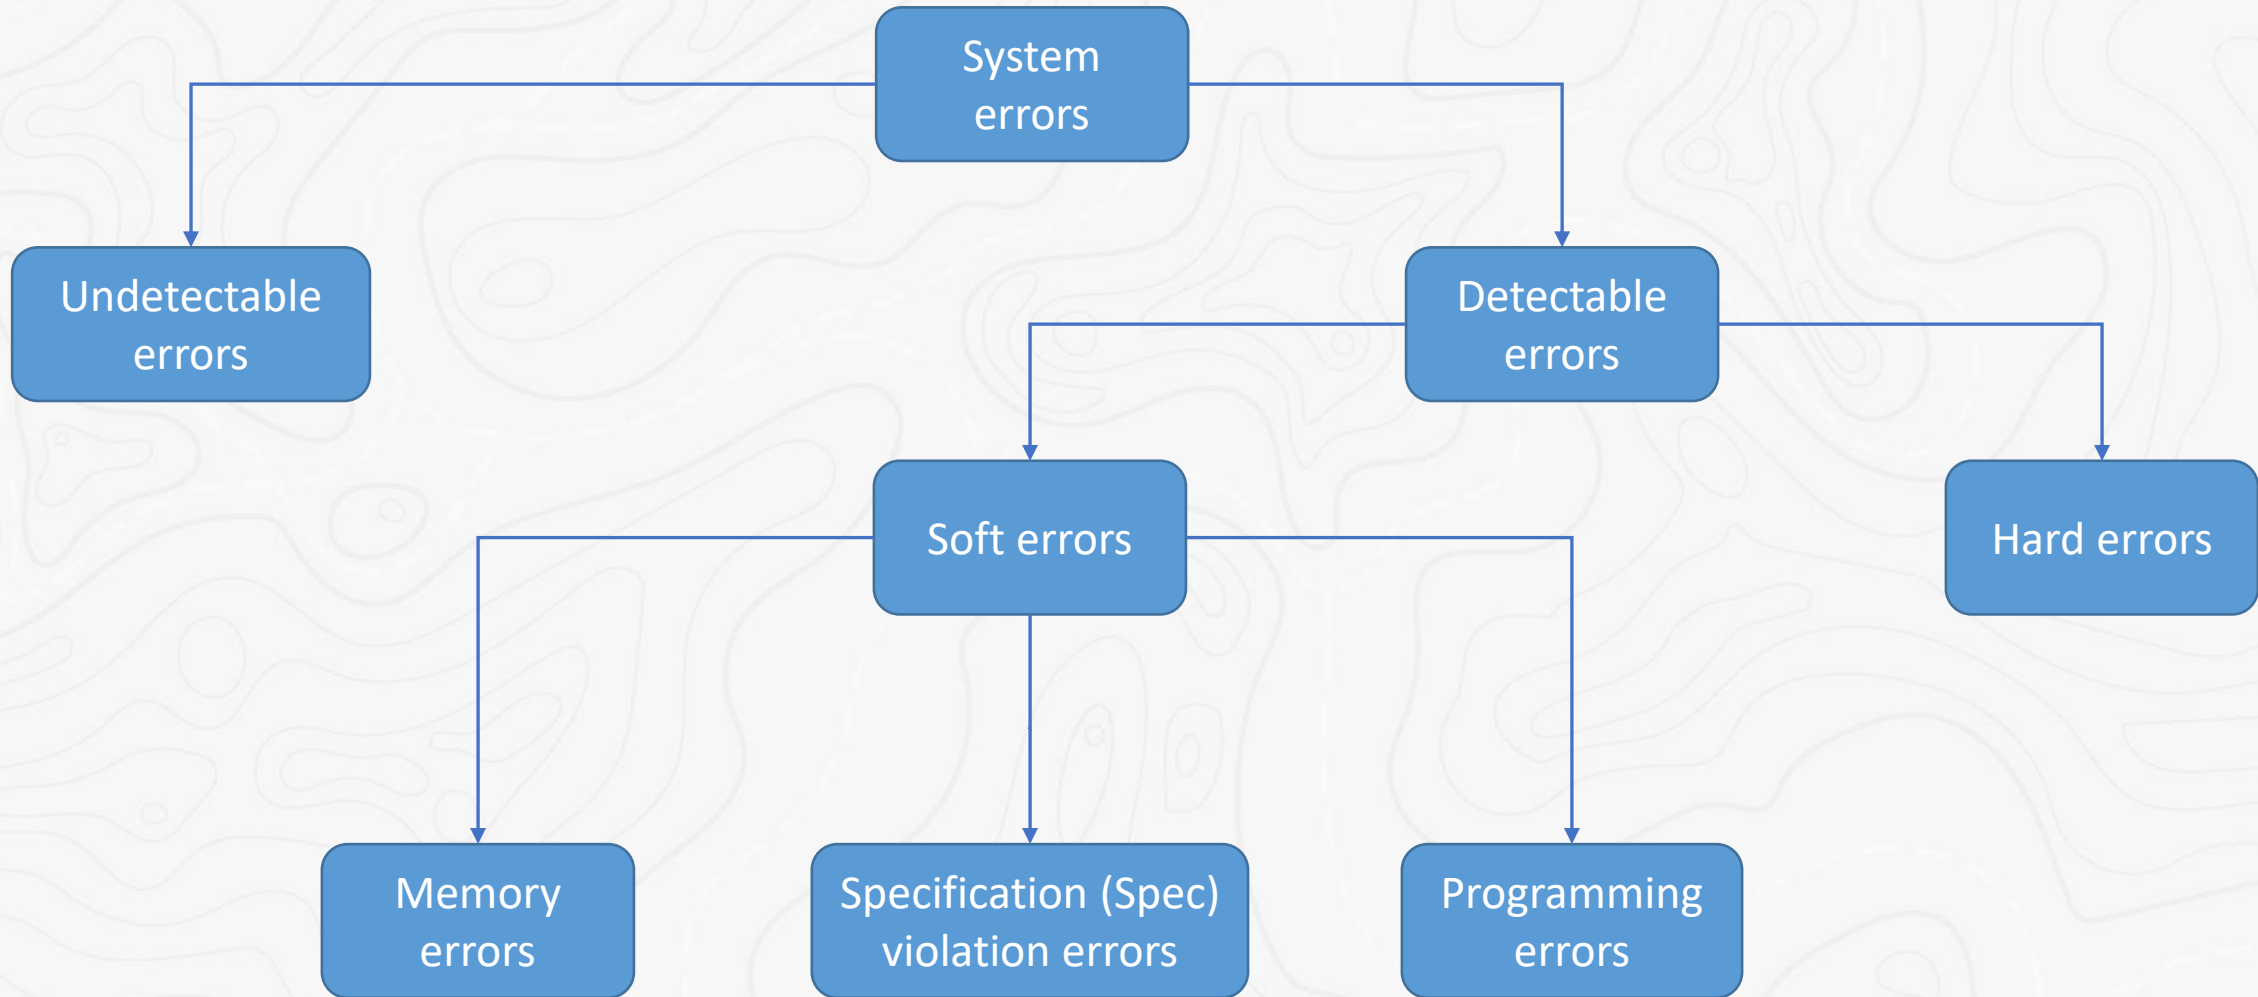 System
errors
Undetectable
errors
Detectable
errors
Soft errors
Hard errors
Memory
errors
Specification (Spec)
violation errors
Programming
errors